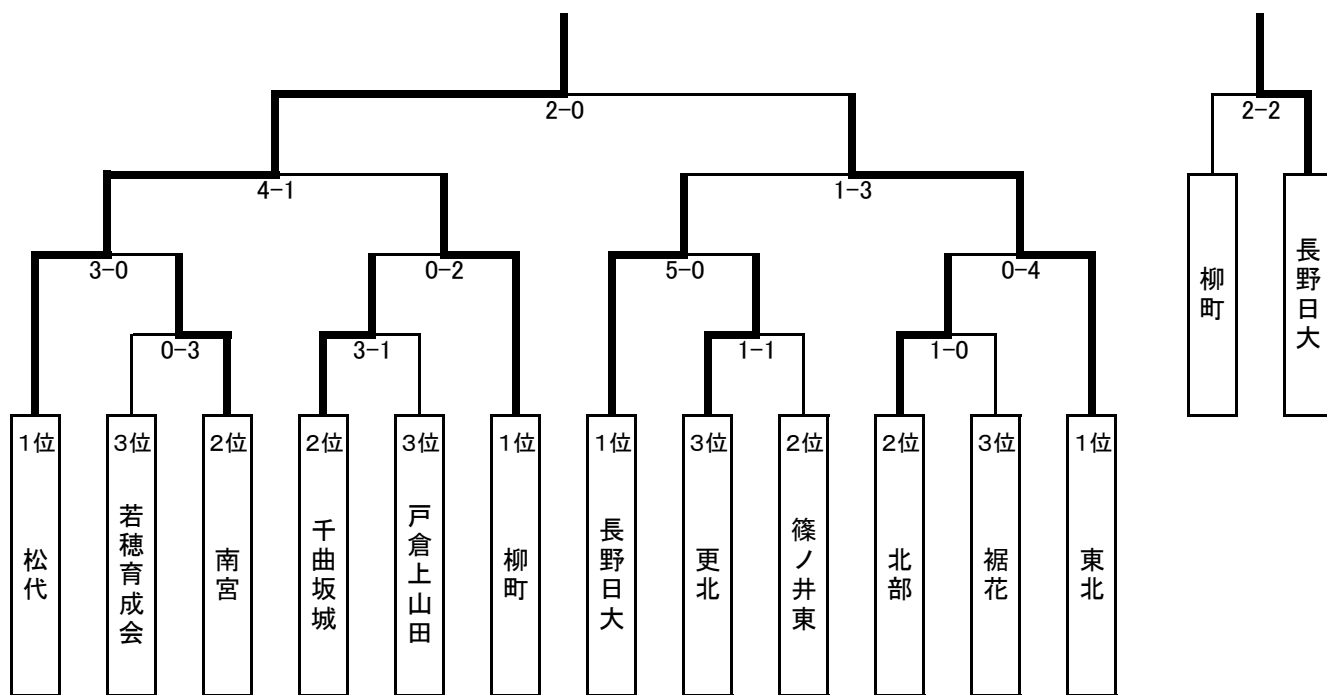 2-0
2-2
4-1
1-3
3-0
0-2
5-0
0-4
0-3
3-1
1-1
1-0
柳町
長野日大
1位
3位
2位
2位
3位
1位
1位
3位
2位
2位
3位
1位
松代
若穂育成会
南宮
千曲坂城
戸倉上山田
柳町
長野日大
更北
篠ノ井東
北部
裾花
東北